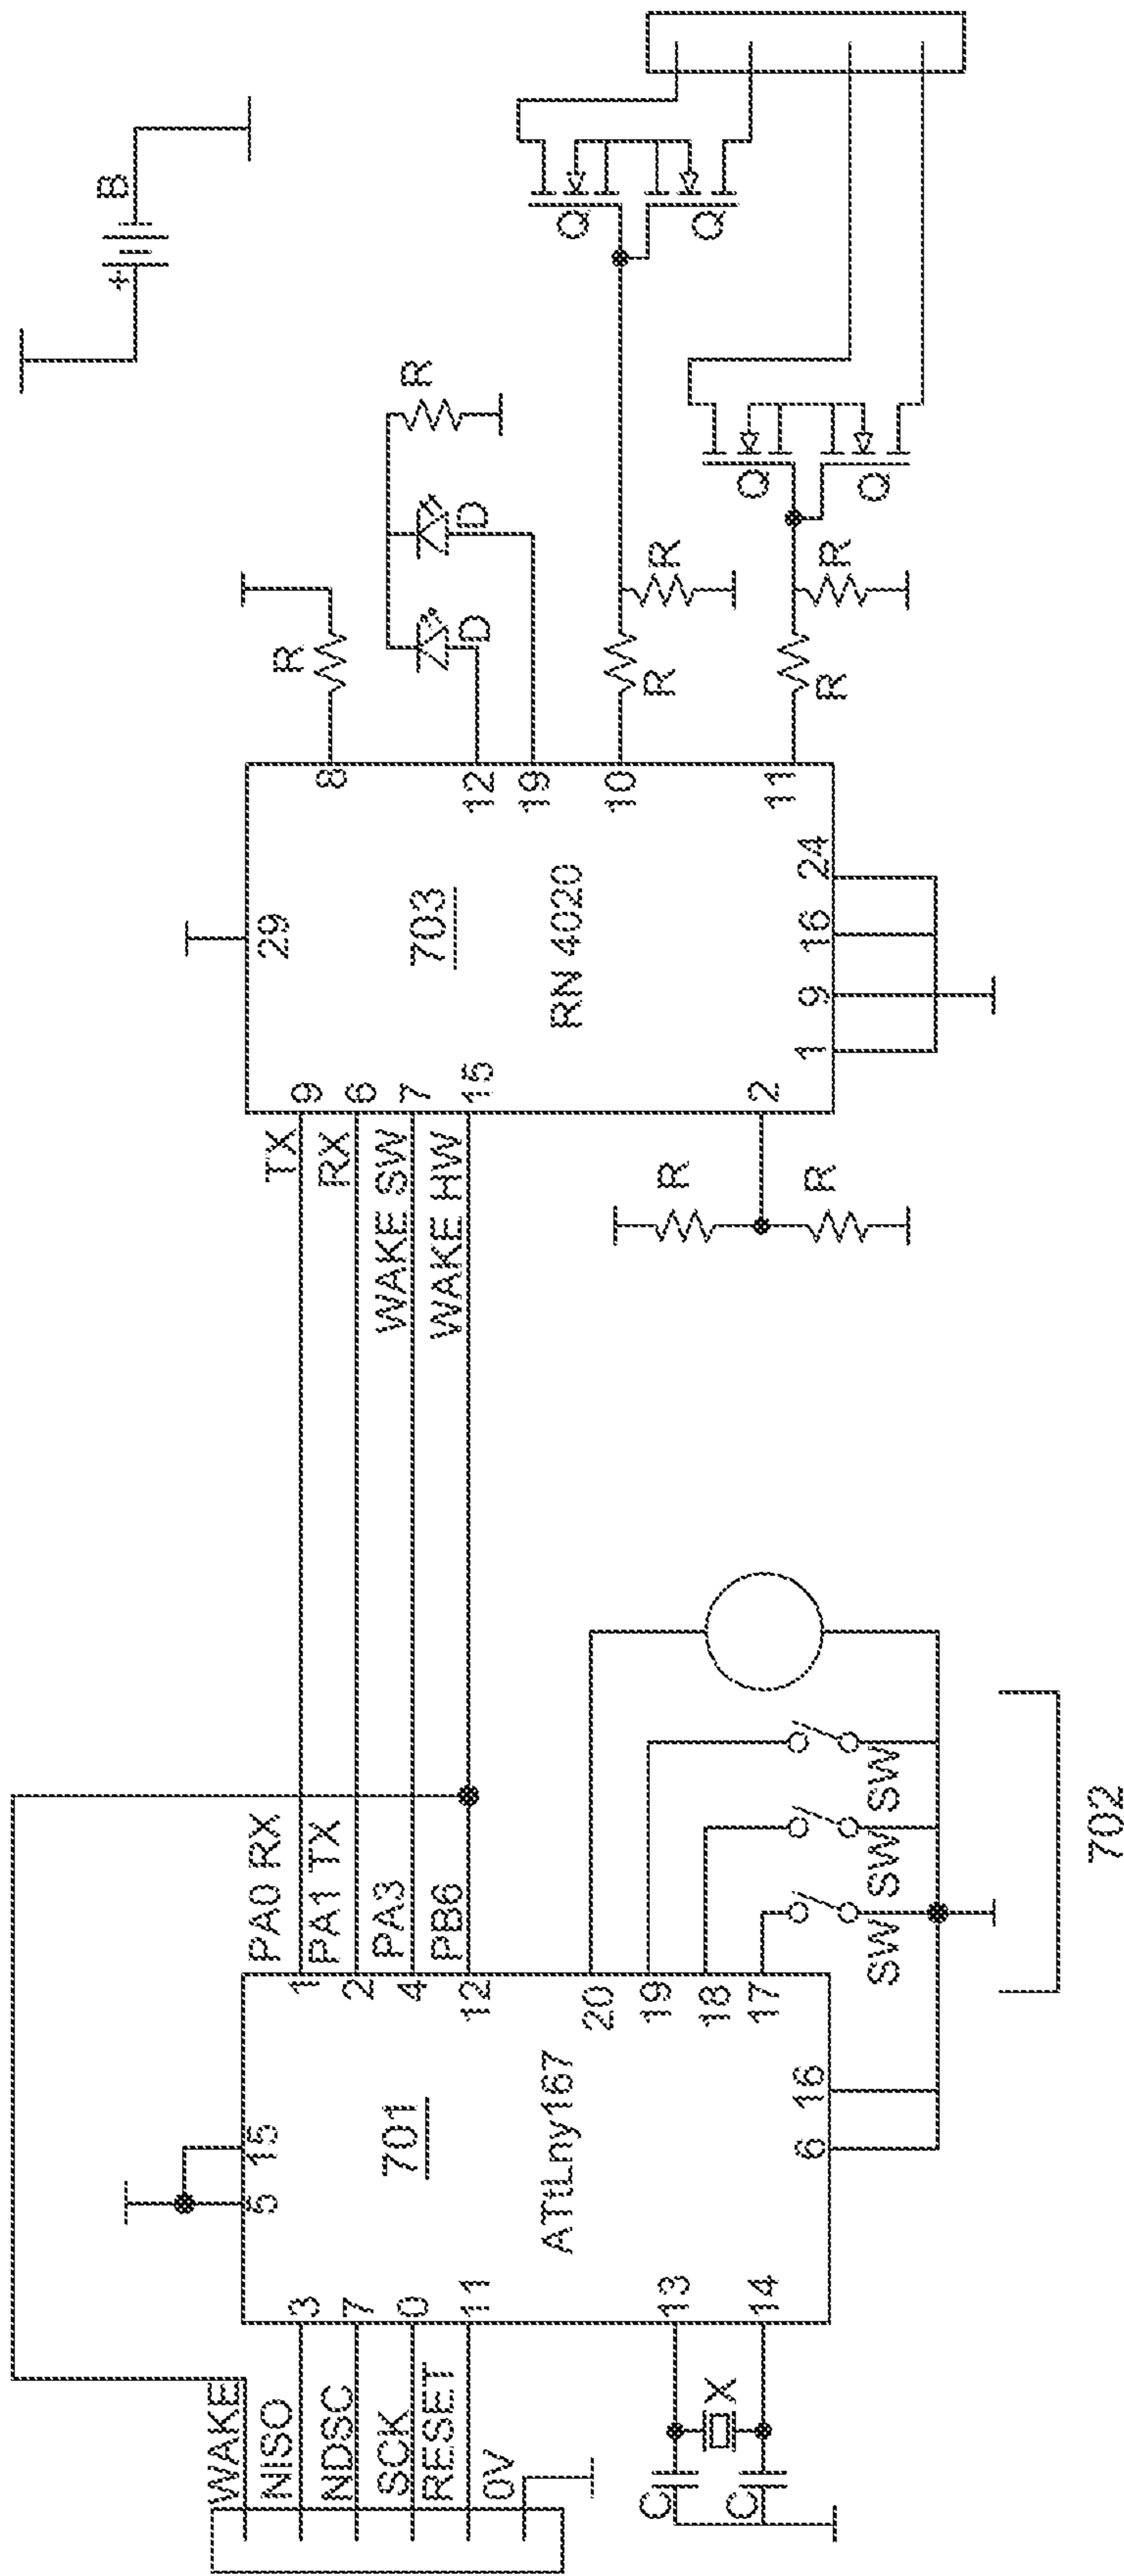 B
+
R
R
D
D
Q
Q
R
R
Q
Q
R
R
29
8
12
19
10
11
703
RN 4020
9
6
7
15
2
1
9
16
24
TX
RX
WAKE SW
WAKE HW
R
R
PA0 RX
PA1 TX
PA3
PB6
1
2
4
12
20
19
18
17
5
15
701
ATtLny167
6
16
3
7
0
11
13
14
SW
SW
SW
702
WAKE
NISO
NDSC
SCK
RESET
0V
C
C
X